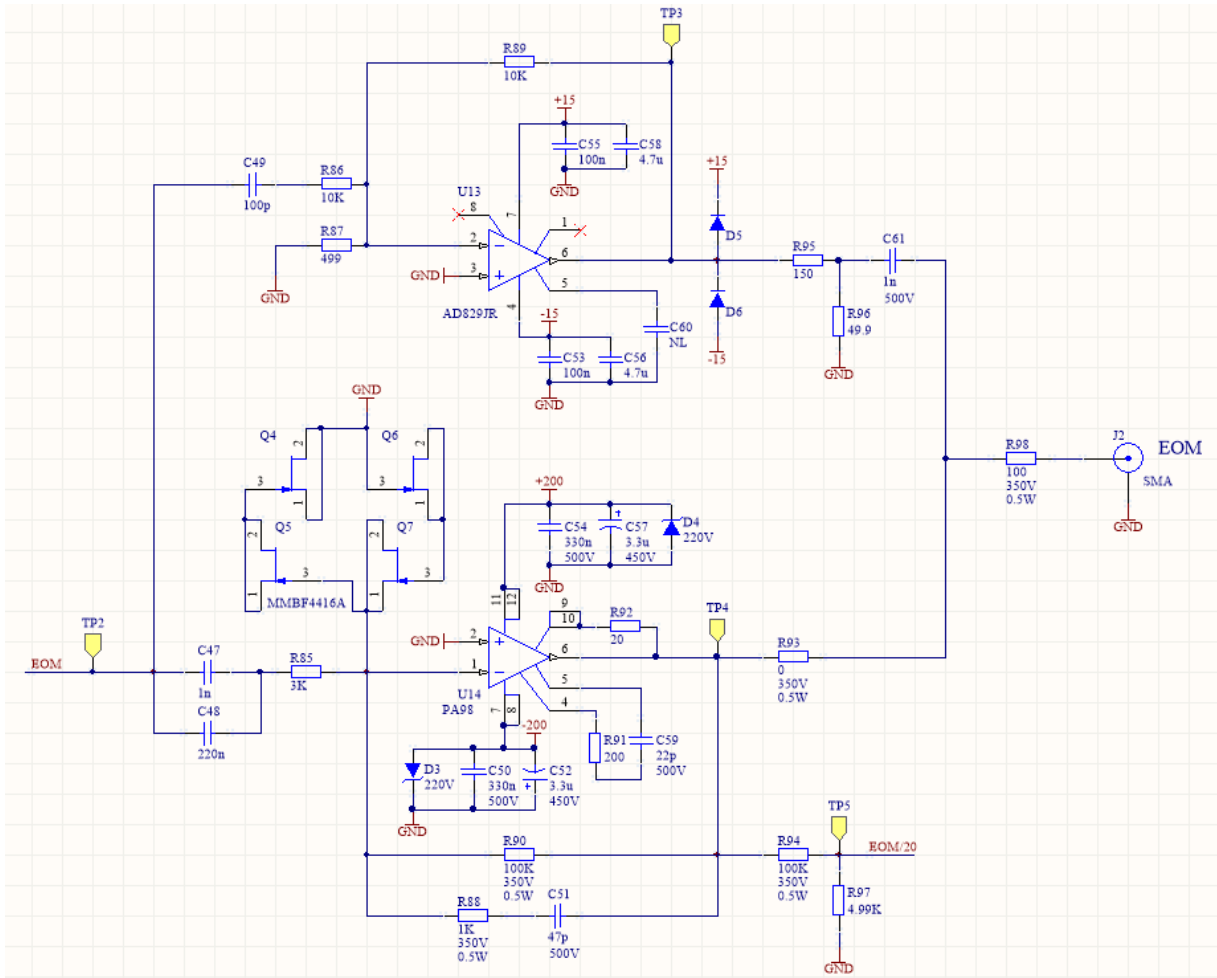 TP3
R89
10K
+15
C55
100n
C58
4.7u
GND
C49
100p
R86
10K
R87
499
GND
U13
8
7
1
2
3
6
5
4
GND
AD829JR
+15
D5
D6
-15
R95
150
C61
1n
500V
R96
49.9
GND
-15
C53
100n
C56
4.7u
C60
NL
GND
GND
Q4
2
3
1
Q6
2
3
1
Q5
2
3
1
Q7
2
3
1
MMBF4416A
R98
100
350V
0.5W
J2
EOM
SMA
GND
+200
C54
330n
500V
C57
3.3u
450V
D4
220V
GND
11
12
9
10
R92
20
TP4
GND
2
1
6
5
4
7
8
U14
PA98
R93
0
350V
0.5W
TP2
EOM
C47
1n
R85
3K
C48
220n
-200
R91
200
C59
22p
500V
D3
220V
C50
330n
500V
C52
3.3u
450V
GND
TP5
R90
100K
350V
0.5W
R94
100K
350V
0.5W
EOM/20
R97
4.99K
GND
R88
1K
350V
0.5W
C51
47p
500V